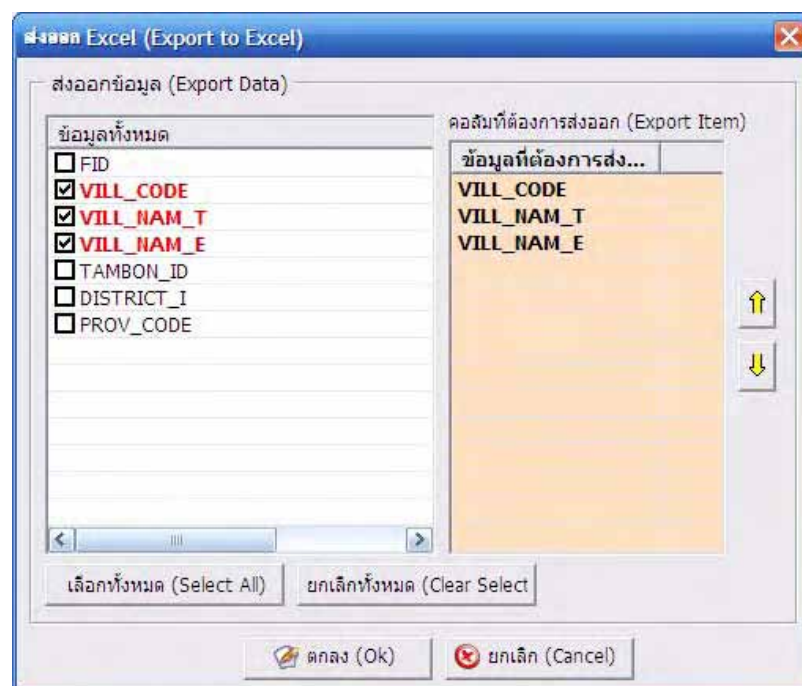 ส่งออก Excel (Export to Excel)
ส่งออกข้อมูล (Export Data)
ข้อมูลทั้งหมด
FID
VILL_CODE
VILL_NAM_T
VILL_NAM_E
TAMBON_ID
DISTRICT_I
PROV_CODE
คอลัมที่ต้องการส่งออก (Export Item)
ข้อมูลที่ต้องการส่ง...
VILL_CODE
VILL_NAM_T
VILL_NAM_E
เลือกทั้งหมด (Select All)
ยกเลิกทั้งหมด (Clear Select
ตกลง (Ok)
ยกเลิก (Cancel)